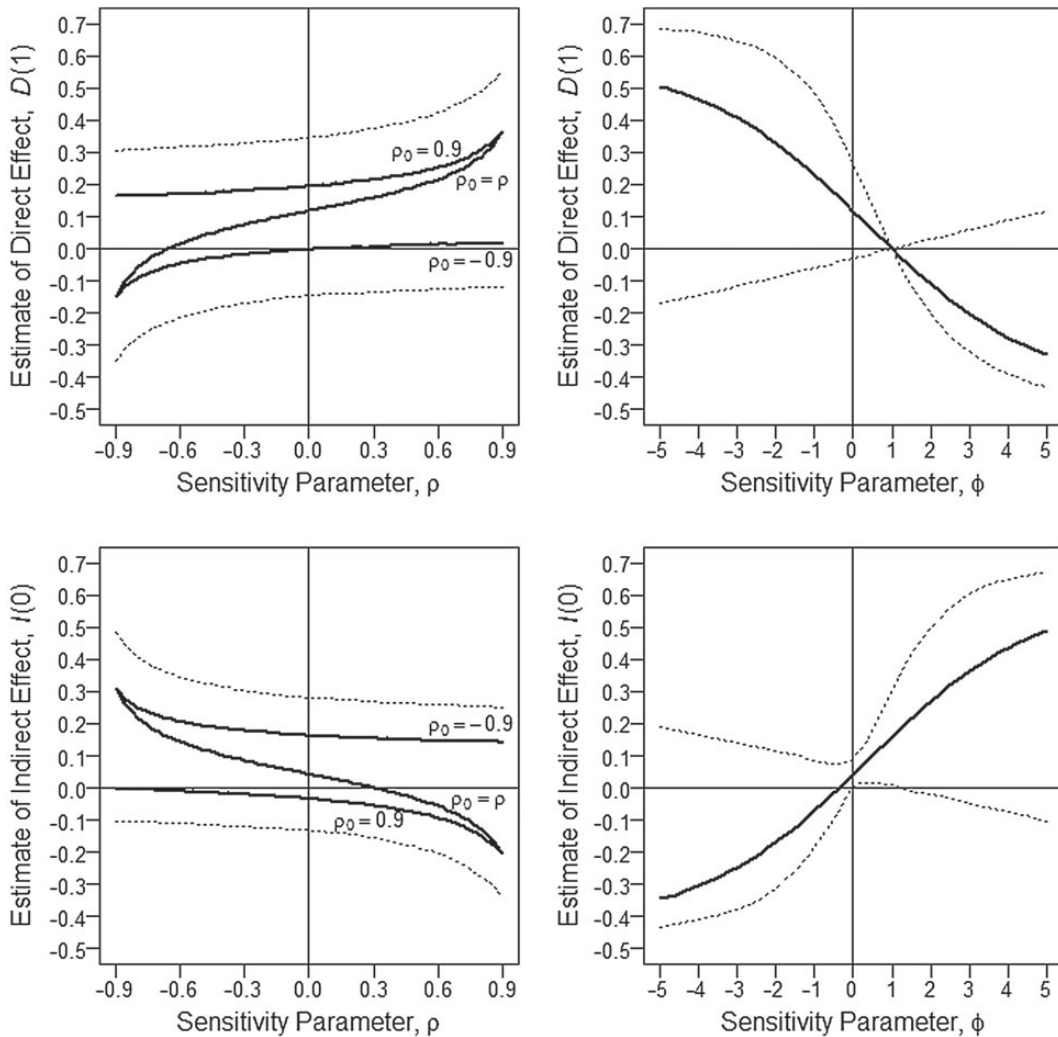 Estimate of Direct Effect, D(1)
0.7
0.6
0.5
0.4
0.3
0.2
0.1
0.0
-0.1
-0.2
-0.3
-0.4
-0.5
ρ₀ = 0.9
ρ₀ = ρ
ρ₀ = −0.9
−0.9 −0.6 −0.3 0.0 0.3 0.6 0.9
Sensitivity Parameter, ρ
Estimate of Direct Effect, D(1)
0.7
0.6
0.5
0.4
0.3
0.2
0.1
0.0
-0.1
-0.2
-0.3
-0.4
-0.5
−5 −4 −3 −2 −1 0 1 2 3 4 5
Sensitivity Parameter, ϕ
Estimate of Indirect Effect, I(0)
0.7
0.6
0.5
0.4
0.3
0.2
0.1
0.0
-0.1
-0.2
-0.3
-0.4
-0.5
ρ₀ = −0.9
ρ₀ = ρ
ρ₀ = 0.9
−0.9 −0.6 −0.3 0.0 0.3 0.6 0.9
Sensitivity Parameter, ρ
Estimate of Indirect Effect, I(0)
0.7
0.6
0.5
0.4
0.3
0.2
0.1
0.0
-0.1
-0.2
-0.3
-0.4
-0.5
−5 −4 −3 −2 −1 0 1 2 3 4 5
Sensitivity Parameter, ϕ